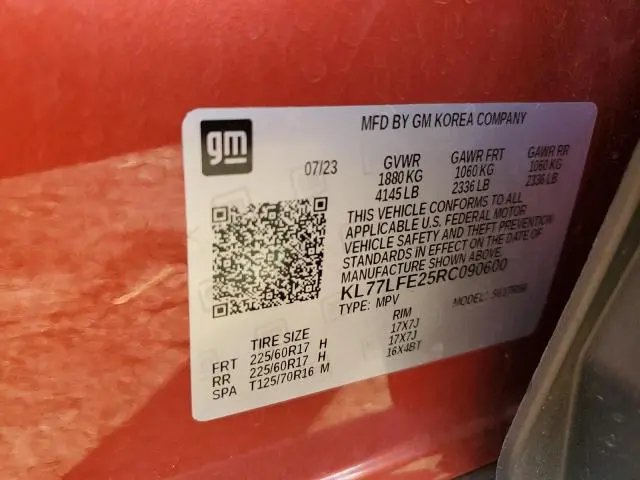 gm
MFD BY GM KOREA COMPANY
07/23 GVWR GAWR FRT GAWR RR
1880 KG 1060 KG 1060 KG
4145 LB 2336 LB 2336 LB
THIS VEHICLE CONFORMS TO ALL
APPLICABLE U.S. FEDERAL MOTOR
VEHICLE SAFETY AND THEFT PREVENTION
STANDARDS IN EFFECT ON THE DATE OF
MANUFACTURE SHOWN ABOVE.
KL77LFE25RC090600
TYPE: MPV MODEL:
TIRE SIZE RIM
FRT 225/60R17 H 17X7J
RR 225/60R17 H 17X7J
SPA T125/70R16 M 16X4BT